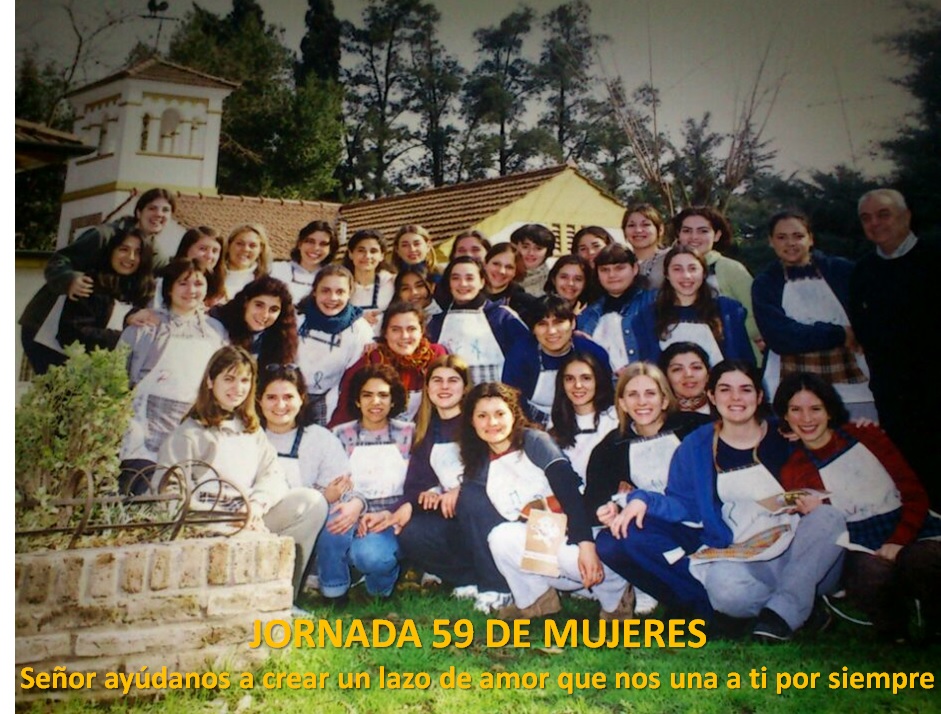 JORNADA 59 DE MUJERES
Señor ayúdanos a crear un lazo de amor que nos una a ti por siempre